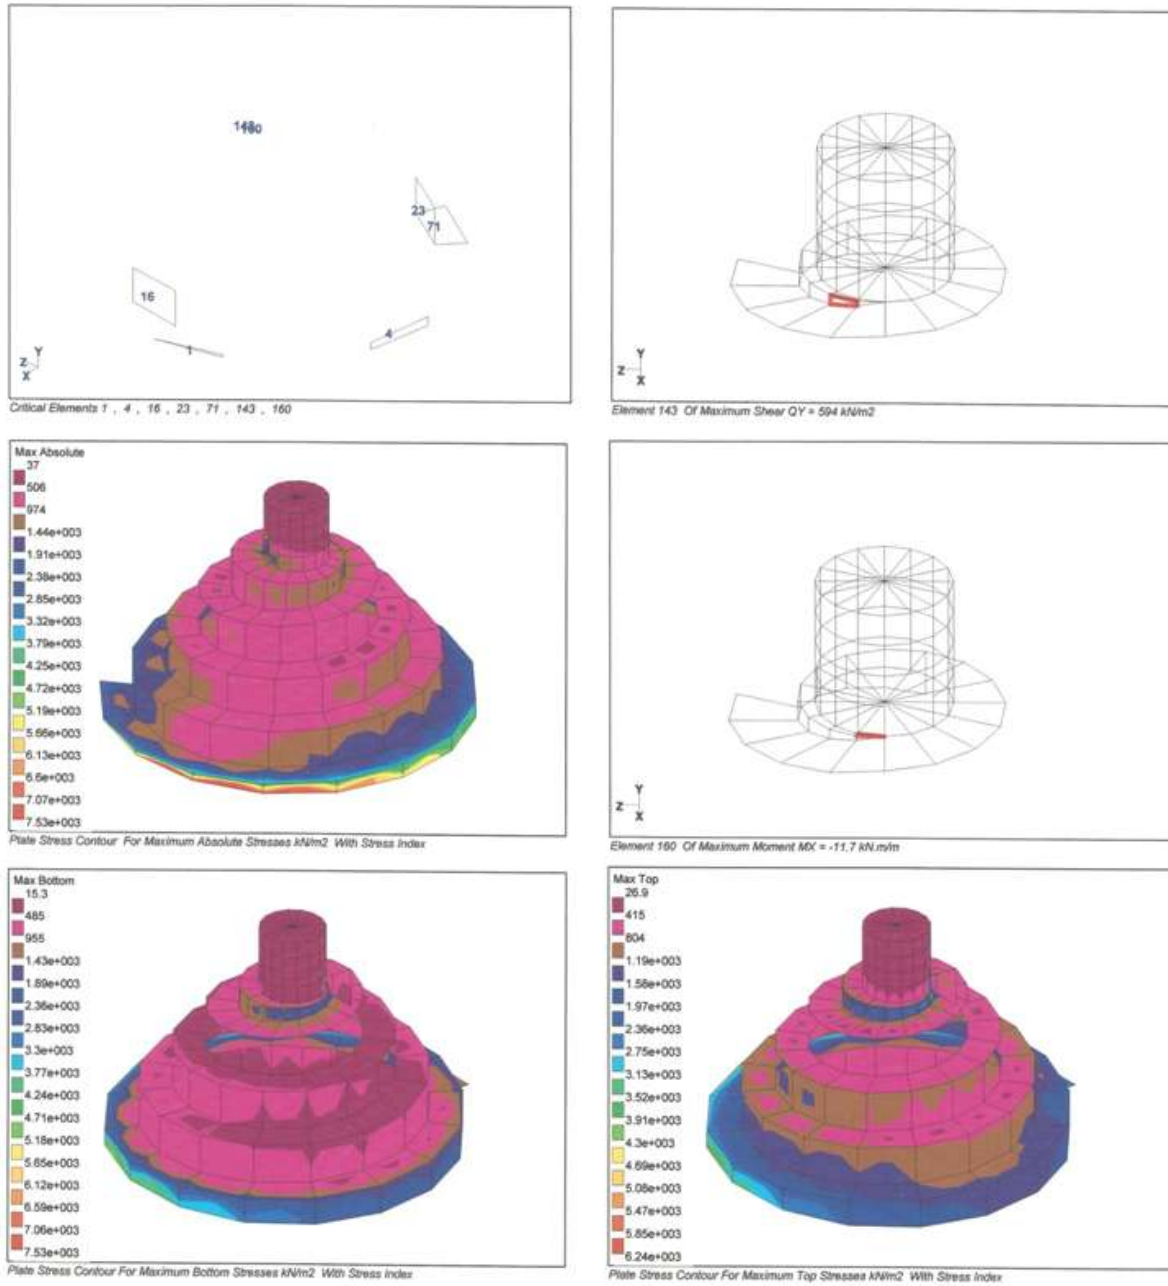 143 160
23
71
16
4
1
Y
Z
X
Critical Elements 1 , 4 , 16 , 23 , 71 , 143 , 160
Y
Z
X
Element 143 Of Maximum Shear QY = 594 kN/m2
Max Absolute
37
506
974
1.44e+003
1.91e+003
2.38e+003
2.85e+003
3.32e+003
3.79e+003
4.25e+003
4.72e+003
5.19e+003
5.66e+003
6.13e+003
6.6e+003
7.07e+003
7.53e+003
Plate Stress Contour For Maximum Absolute Stresses kN/m2 With Stress Index
Y
Z
X
Element 160 Of Maximum Moment MX = -11.7 kN.m/m
Max Bottom
15.3
485
955
1.43e+003
1.89e+003
2.36e+003
2.83e+003
3.3e+003
3.77e+003
4.24e+003
4.71e+003
5.18e+003
5.65e+003
6.12e+003
6.59e+003
7.06e+003
7.53e+003
Plate Stress Contour For Maximum Bottom Stresses kN/m2 With Stress Index
Max Top
26.9
415
804
1.19e+003
1.58e+003
1.97e+003
2.36e+003
2.75e+003
3.13e+003
3.52e+003
3.91e+003
4.3e+003
4.69e+003
5.08e+003
5.47e+003
5.85e+003
6.24e+003
Plate Stress Contour For Maximum Top Stresses kN/m2 With Stress Index